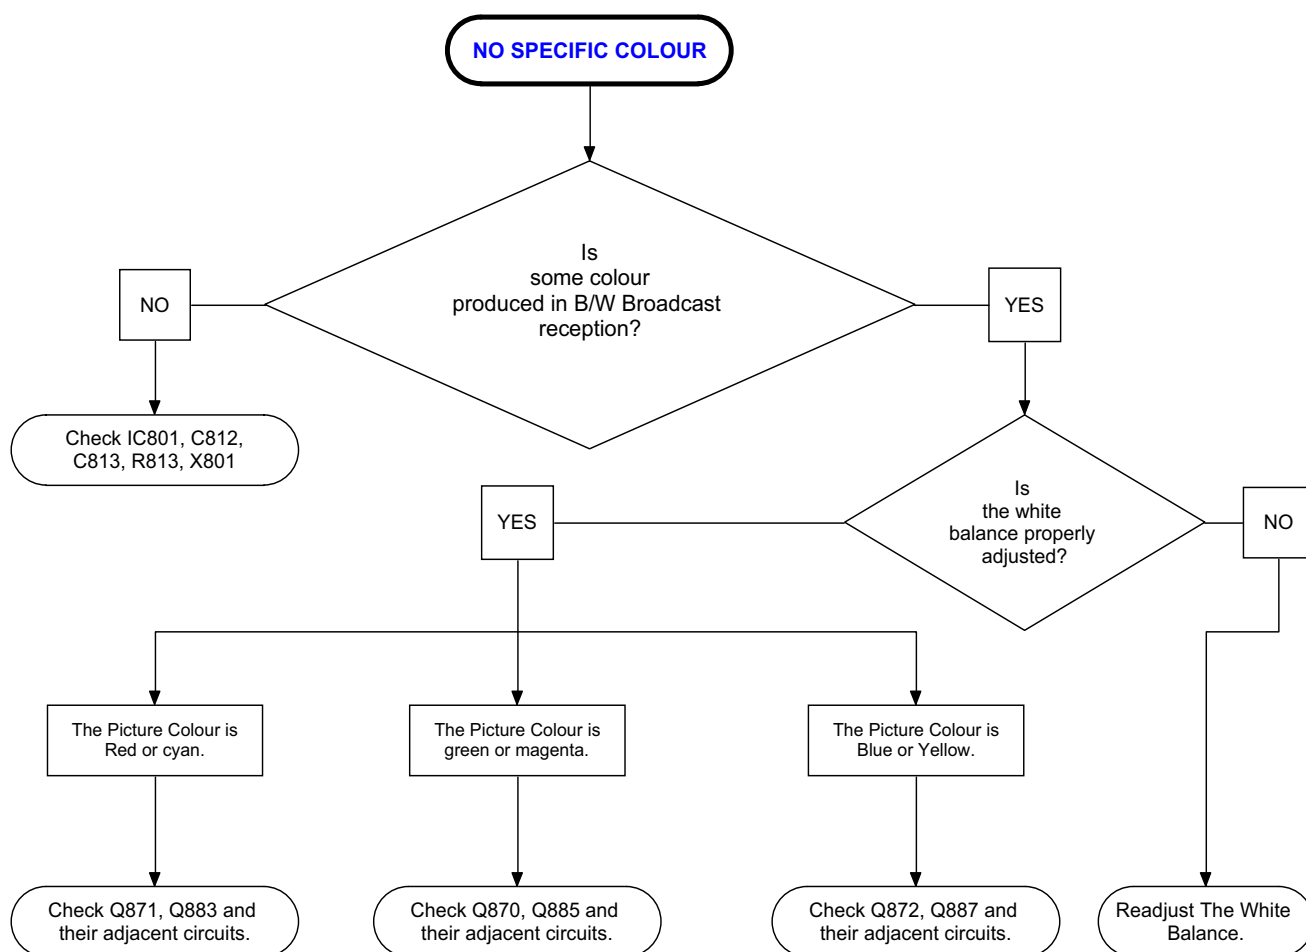 NO SPECIFIC COLOUR
Is
some colour
produced in B/W Broadcast
reception?
NO
YES
Check IC801, C812,
C813, R813, X801
Is
the white
balance properly
adjusted?
YES
NO
The Picture Colour is
Red or cyan.
The Picture Colour is
green or magenta.
The Picture Colour is
Blue or Yellow.
Check Q871, Q883 and
their adjacent circuits.
Check Q870, Q885 and
their adjacent circuits.
Check Q872, Q887 and
their adjacent circuits.
Readjust The White
Balance.